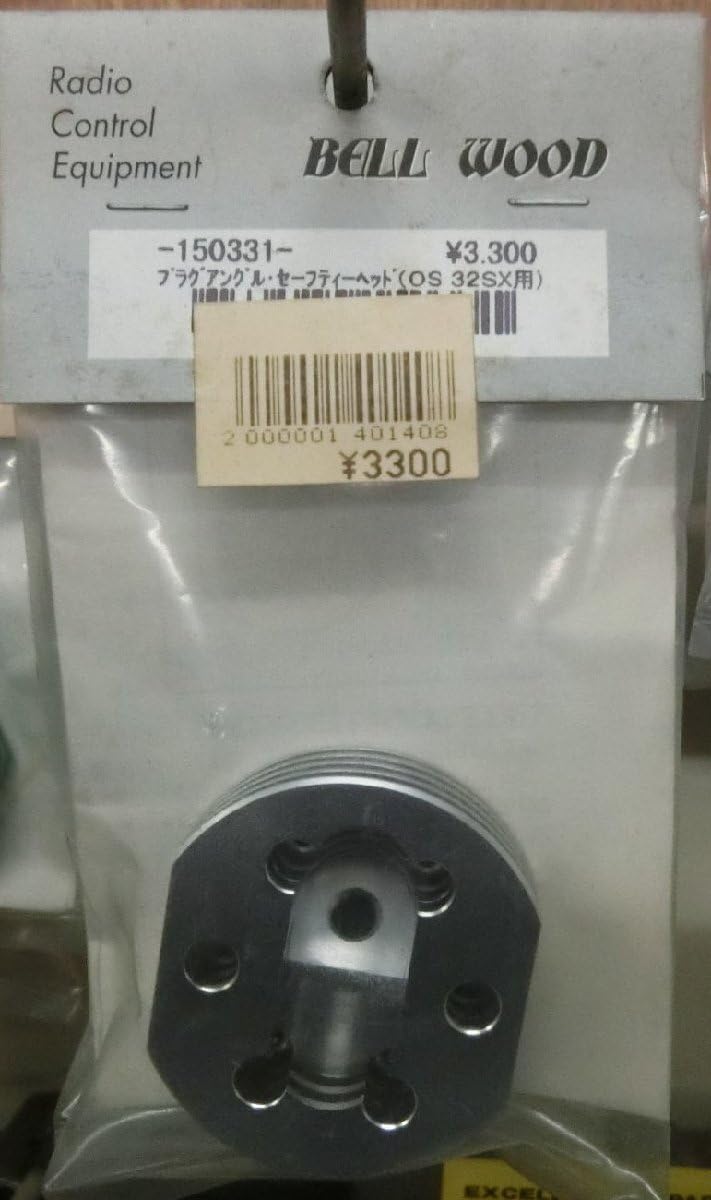 Radio
Control
Equipment
BELL WOOD
-150331- ¥3.300
ﾌﾟﾗｸﾞｱﾝｸﾞﾙ・ｾｰﾌﾃｨｰﾍｯﾄﾞ(OS 32SX用)
2 000001 401408
¥3300